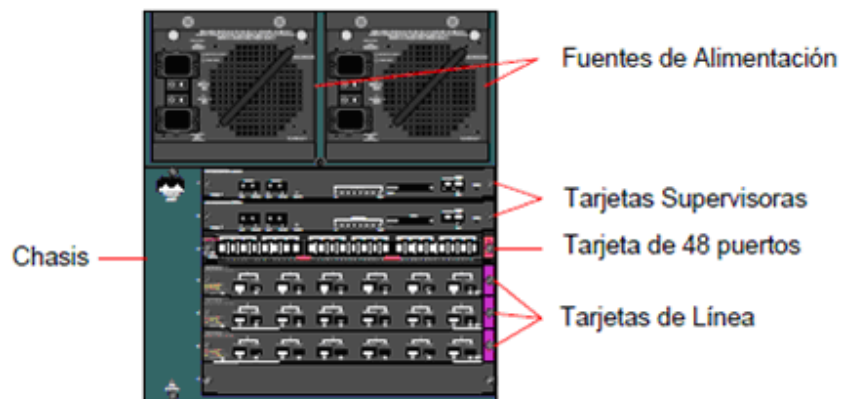 Fuentes de Alimentación
Tarjetas Supervisoras
Tarjeta de 48 puertos
Chasis
Tarjetas de Línea